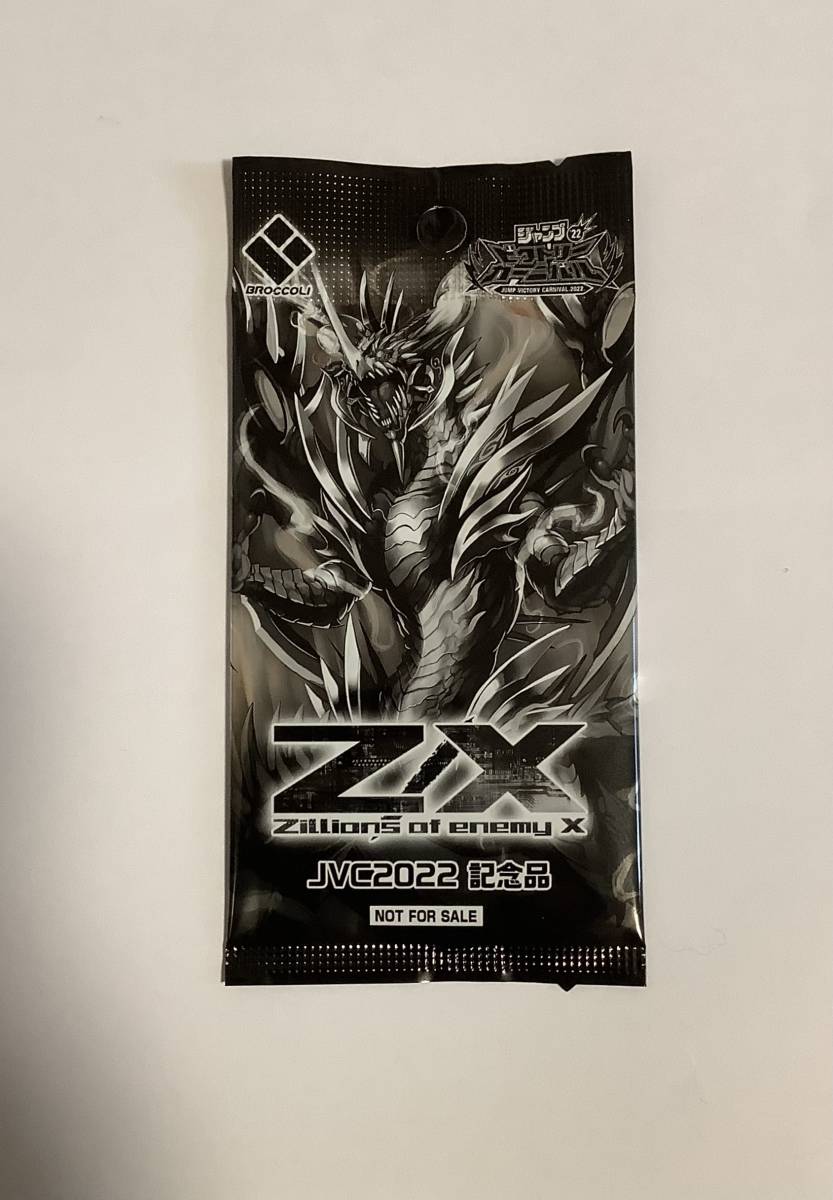 BROCCOLI
ジャンプ 22
ビクトリー
カーニバル
JUMP VICTORY CARNIVAL 2022
Z/X
Zillions of enemy X
JVC2022 記念品
NOT FOR SALE